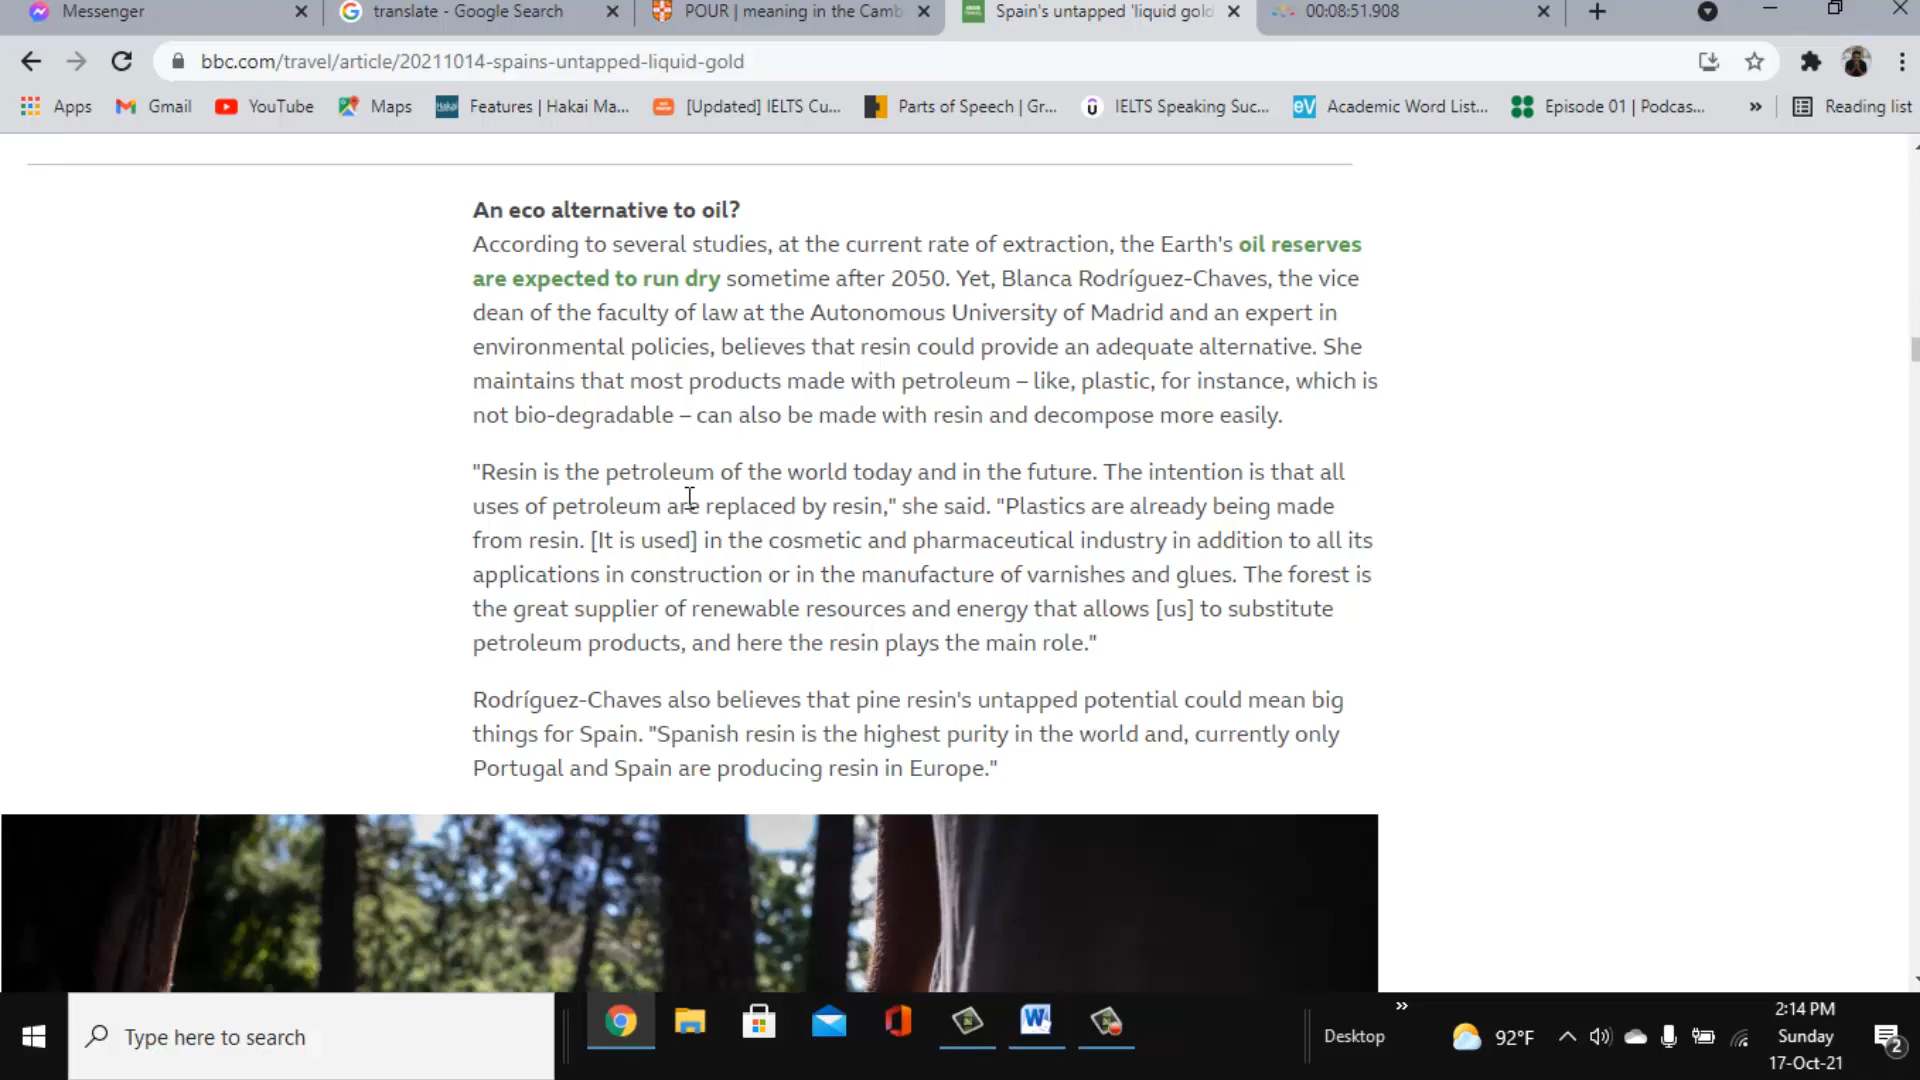 Messenger
translate - Google Search
POUR | meaning in the Camb
Spain's untapped 'liquid gold
00:08:51.908
bbc.com/travel/article/20211014-spains-untapped-liquid-gold
Apps
Gmail
YouTube
Maps
Hakai
Features | Hakai Ma...
[Updated] IELTS Cu...
Parts of Speech | Gr...
IELTS Speaking Suc...
eV
Academic Word List...
Episode 01 | Podcas...
»
Reading list
An eco alternative to oil?
According to several studies, at the current rate of extraction, the Earth's oil reserves
are expected to run dry sometime after 2050. Yet, Blanca Rodríguez-Chaves, the vice
dean of the faculty of law at the Autonomous University of Madrid and an expert in
environmental policies, believes that resin could provide an adequate alternative. She
maintains that most products made with petroleum – like, plastic, for instance, which is
not bio-degradable – can also be made with resin and decompose more easily.
"Resin is the petroleum of the world today and in the future. The intention is that all
uses of petroleum are replaced by resin," she said. "Plastics are already being made
from resin. [It is used] in the cosmetic and pharmaceutical industry in addition to all its
applications in construction or in the manufacture of varnishes and glues. The forest is
the great supplier of renewable resources and energy that allows [us] to substitute
petroleum products, and here the resin plays the main role."
Rodríguez-Chaves also believes that pine resin's untapped potential could mean big
things for Spain. "Spanish resin is the highest purity in the world and, currently only
Portugal and Spain are producing resin in Europe."
Type here to search
W
Desktop
»
92°F
2:14 PM
Sunday
17-Oct-21
2